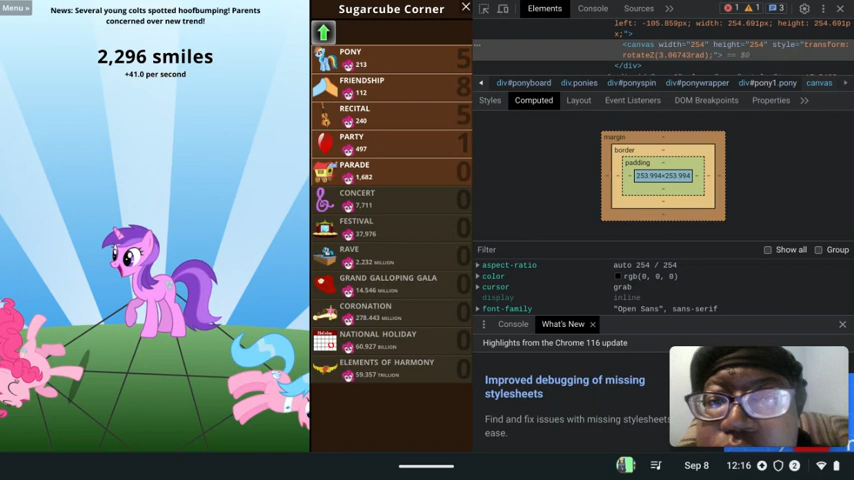 Menu »
News: Several young colts spotted hoofbumping! Parents
concerned over new trend!
2,296 smiles
+41.0 per second
Sugarcube Corner
PONY
213
5
FRIENDSHIP
112
8
RECITAL
240
5
PARTY
497
1
PARADE
1,682
0
CONCERT
7,711
0
FESTIVAL
37,976
0
RAVE
2.232 MILLION
0
GRAND GALLOPING GALA
14.546 MILLION
0
CORONATION
278.443 MILLION
0
NATIONAL HOLIDAY
60.927 BILLION
0
ELEMENTS OF HARMONY
59.357 TRILLION
0
Elements
Console
Sources
»
1
1
3
left: -105.859px; width: 254.691px; height: 254.691p
x;">
<canvas width="254" height="254" style="transform:
rotateZ(3.06743rad);"> == $0
</div>
div#ponyboard div.ponies div#ponyspin div#ponywrapper div#pony1.pony canvas
Styles Computed Layout Event Listeners DOM Breakpoints Properties »
margin
border
padding
253.994×253.994
Filter
Show all
Group
aspect-ratio auto 254 / 254
color rgb(0, 0, 0)
cursor grab
display inline
font-family "Open Sans", sans-serif
Console What's New ×
Highlights from the Chrome 116 update
Improved debugging of missing
stylesheets
Find and fix issues with missing stylesheets
ease.
Sep 8
12:16
2